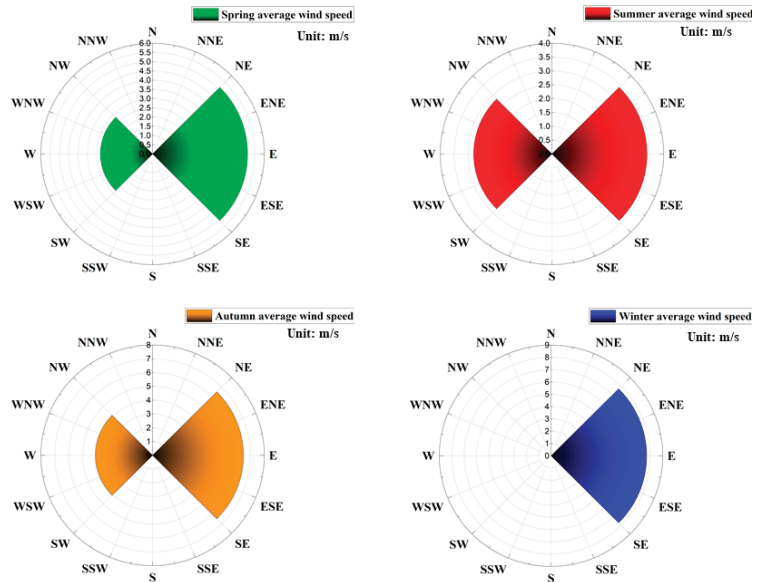 Spring average wind speed
Unit: m/s
N
NNE
NE
ENE
E
ESE
SE
SSE
S
SSW
SW
WSW
W
WNW
NW
NNW
6.0
5.5
5.0
4.5
4.0
3.5
3.0
2.5
2.0
1.5
1.0
0.5
Summer average wind speed
Unit: m/s
N
NNE
NE
ENE
E
ESE
SE
SSE
S
SSW
SW
WSW
W
WNW
NW
NNW
4.0
3.5
3.0
2.5
2.0
1.5
1.0
0.5
Autumn average wind speed
Unit: m/s
N
NNE
NE
ENE
E
ESE
SE
SSE
S
SSW
SW
WSW
W
WNW
NW
NNW
8
7
6
5
4
3
2
1
Winter average wind speed
Unit: m/s
N
NNE
NE
ENE
E
ESE
SE
SSE
S
SSW
SW
WSW
W
WNW
NW
NNW
9
8
7
6
5
4
3
2
1
0